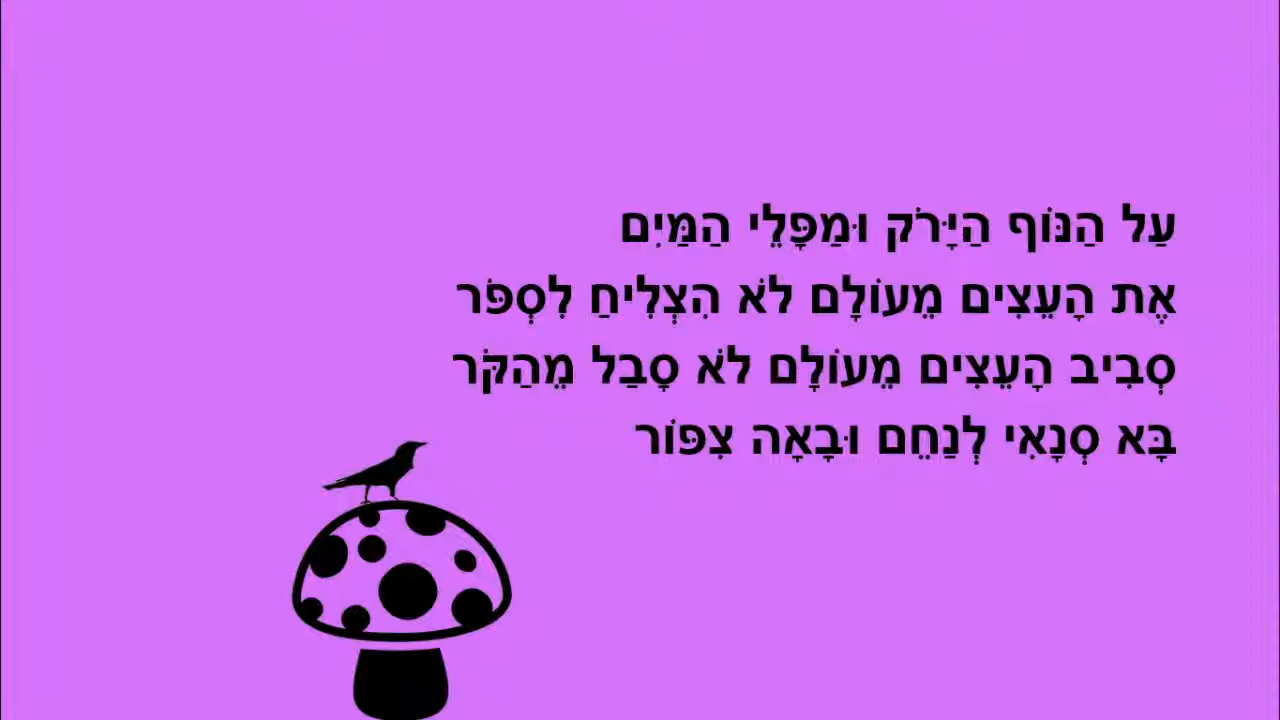 עַל הַנּוֹף הַיָּרֹק וּמַפָּלֵי הַמַּיִם
אֶת הָעֵצִים מֵעוֹלָם לֹא הִצְלִיחַ לִסְפֹּר
סְבִיב הָעֵצִים מֵעוֹלָם לֹא סָבַל מֵהַקֹּר
בָּא סְנָאִי לְנַחֵם וּבָאָה צִפּוֹר